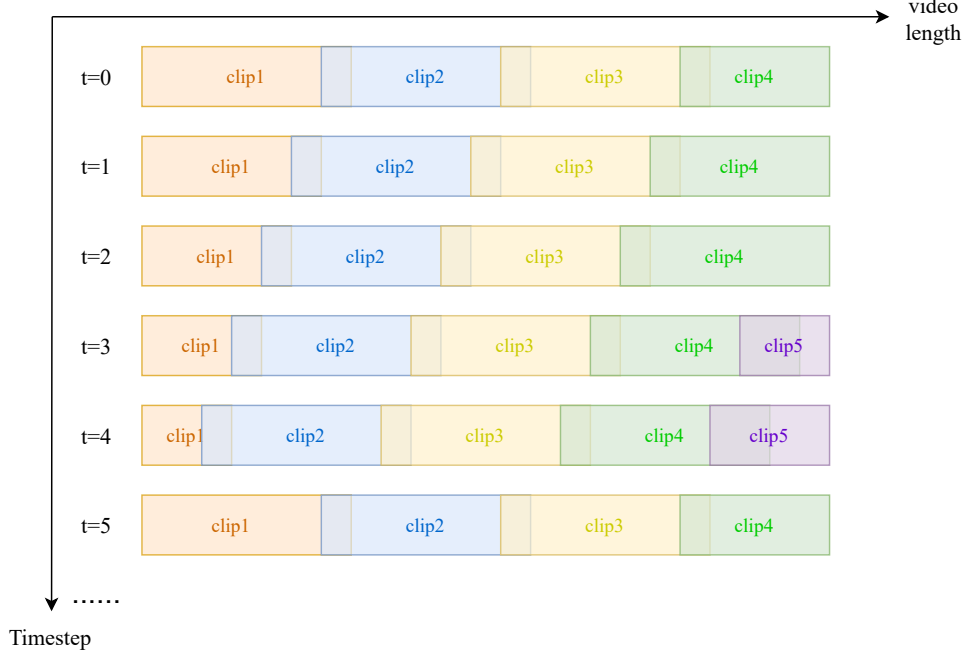 video
length
t=0 clip1 clip2 clip3 clip4
t=1 clip1 clip2 clip3 clip4
t=2 clip1 clip2 clip3 clip4
t=3 clip1 clip2 clip3 clip4 clip5
t=4 clip1 clip2 clip3 clip4 clip5
t=5 clip1 clip2 clip3 clip4
......
Timestep